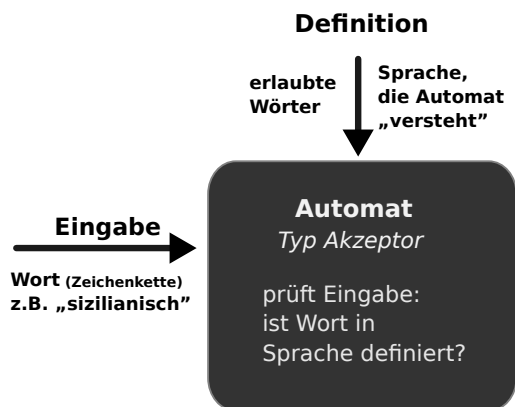 Definition
erlaubte
Wörter
Sprache,
die Automat
„versteht”
Eingabe
Wort (Zeichenkette)
z.B. „sizilianisch”
Automat
Typ Akzeptor
prüft Eingabe:
ist Wort in
Sprache definiert?